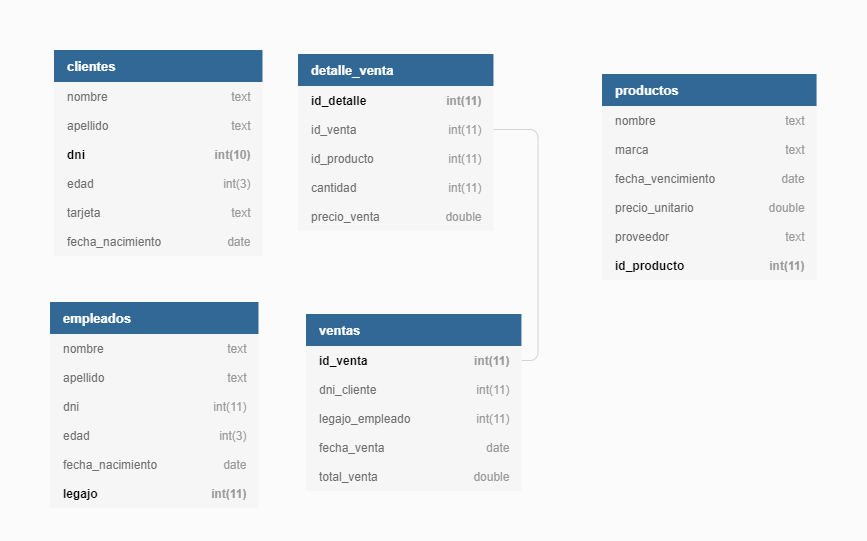 clientes
nombre text
apellido text
dni int(10)
edad int(3)
tarjeta text
fecha_nacimiento date
detalle_venta
id_detalle int(11)
id_venta int(11)
id_producto int(11)
cantidad int(11)
precio_venta double
productos
nombre text
marca text
fecha_vencimiento date
precio_unitario double
proveedor text
id_producto int(11)
empleados
nombre text
apellido text
dni int(11)
edad int(3)
fecha_nacimiento date
legajo int(11)
ventas
id_venta int(11)
dni_cliente int(11)
legajo_empleado int(11)
fecha_venta date
total_venta double